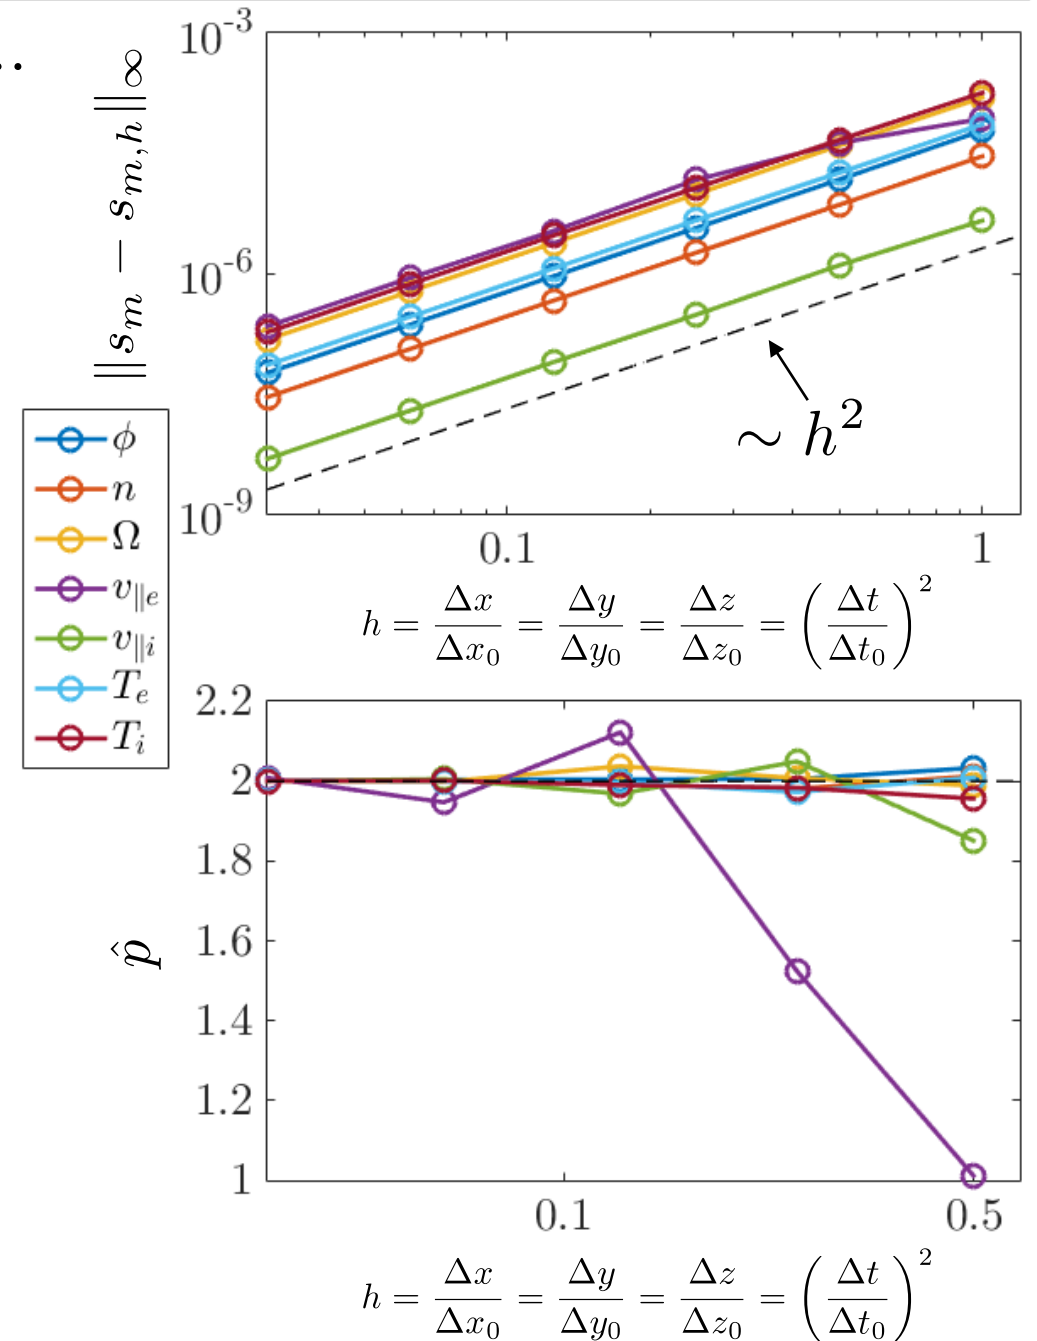 ..
‖s_m − s_{m,h}‖_∞
10^{-3}
10^{-6}
10^{-9}
0.1 1
∼ h^2
h = Δx/Δx_0 = Δy/Δy_0 = Δz/Δz_0 = (Δt/Δt_0)^2
ϕ
n
Ω
v_{∥e}
v_{∥i}
T_e
T_i
p̂
2.2
2
1.8
1.6
1.4
1.2
1
0.1 0.5
h = Δx/Δx_0 = Δy/Δy_0 = Δz/Δz_0 = (Δt/Δt_0)^2